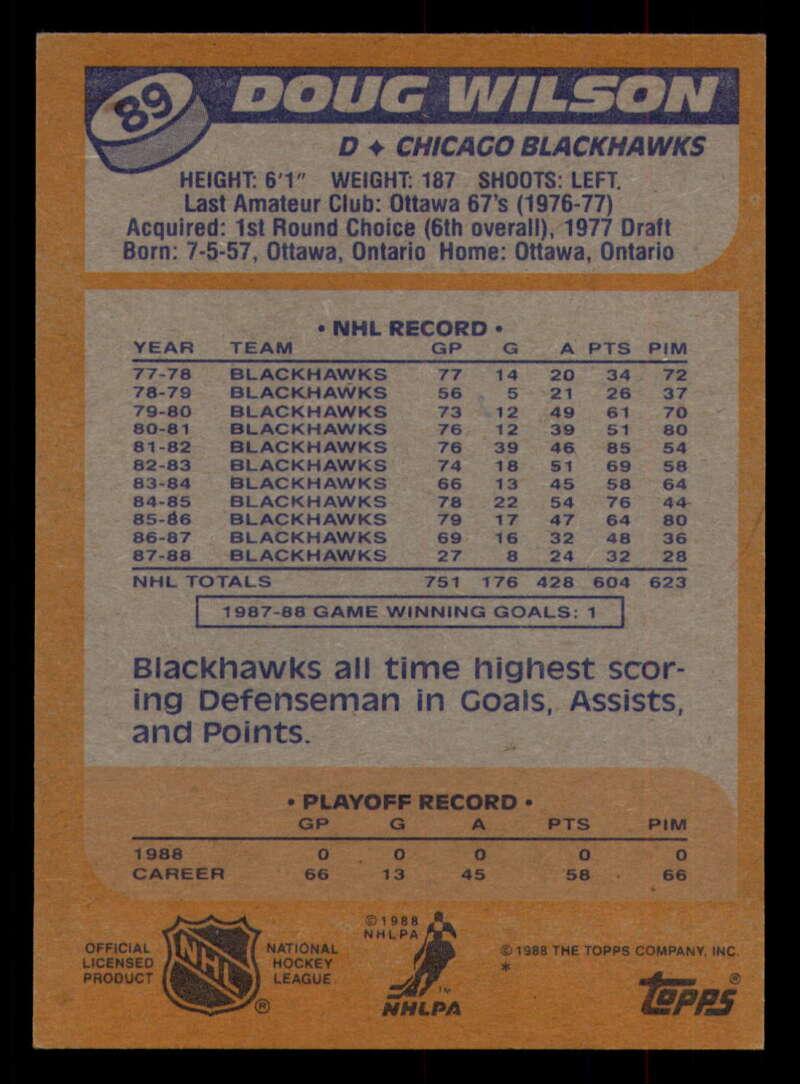 89
DOUG WILSON
D ✦ CHICAGO BLACKHAWKS
HEIGHT: 6'1" WEIGHT: 187 SHOOTS: LEFT.
Last Amateur Club: Ottawa 67's (1976-77)
Acquired: 1st Round Choice (6th overall), 1977 Draft
Born: 7-5-57, Ottawa, Ontario Home: Ottawa, Ontario
• NHL RECORD •
YEAR TEAM GP G A PTS PIM
77-78 BLACKHAWKS 77 14 20 34 72
78-79 BLACKHAWKS 56 5 21 26 37
79-80 BLACKHAWKS 73 12 49 61 70
80-81 BLACKHAWKS 76 12 39 51 80
81-82 BLACKHAWKS 76 39 46 85 54
82-83 BLACKHAWKS 74 18 51 69 58
83-84 BLACKHAWKS 66 13 45 58 64
84-85 BLACKHAWKS 78 22 54 76 44
85-86 BLACKHAWKS 79 17 47 64 80
86-87 BLACKHAWKS 69 16 32 48 36
87-88 BLACKHAWKS 27 8 24 32 28
NHL TOTALS 751 176 428 604 623
1987-88 GAME WINNING GOALS: 1
Blackhawks all time highest scor-
ing Defenseman in Goals, Assists,
and Points.
• PLAYOFF RECORD •
GP G A PTS PIM
1988 0 0 0 0 0
CAREER 66 13 45 58 66
OFFICIAL
LICENSED
PRODUCT
NHL
®
NATIONAL
HOCKEY
LEAGUE
©1988
NHLPA
TM
NHLPA
©1988 THE TOPPS COMPANY, INC.
*
TOPPS®